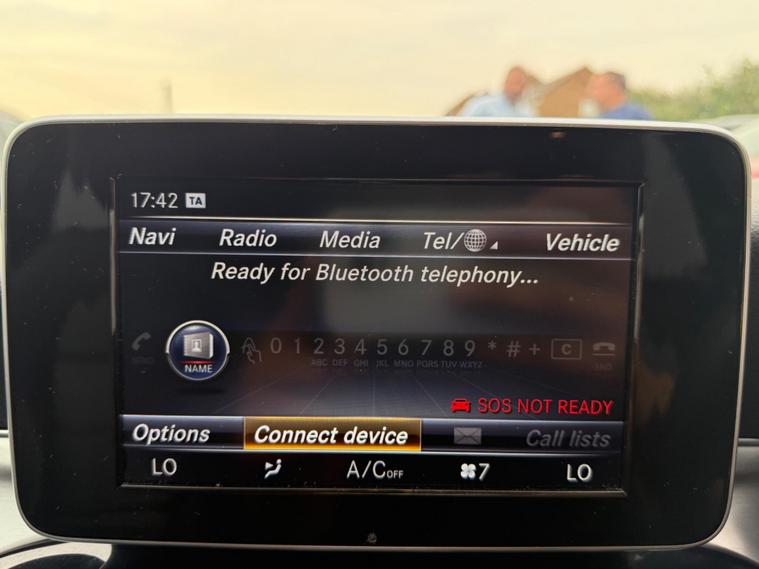 17:42 TA
Navi Radio Media Tel/ Vehicle
Ready for Bluetooth telephony...
SEND NAME 0 1 2 3 4 5 6 7 8 9 * # + C END
ABC DEF GHI JKL MNO PQRS TUV WXYZ
SOS NOT READY
Options Connect device Call lists
LO A/C OFF 7 LO